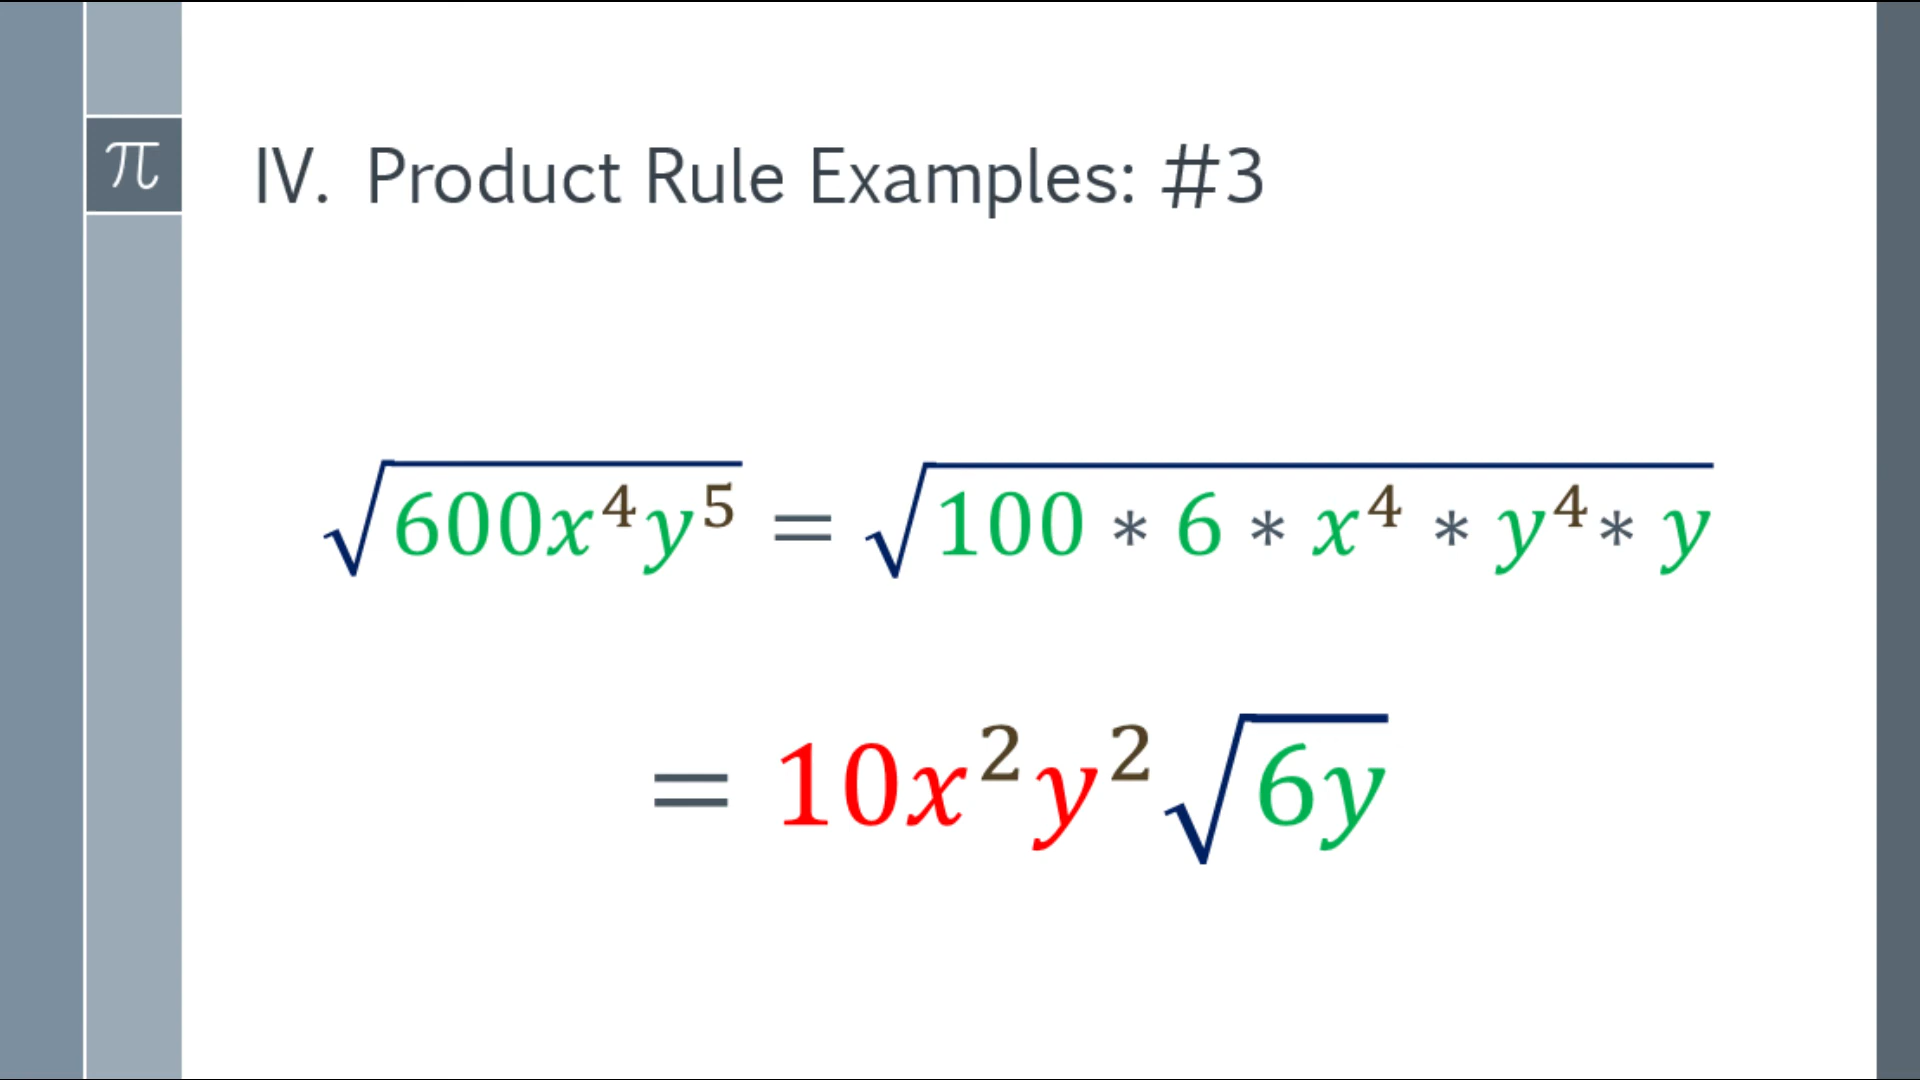 π
IV. Product Rule Examples: #3
√600x⁴y⁵ = √100 * 6 * x⁴ * y⁴ * y
= 10x²y²√6y